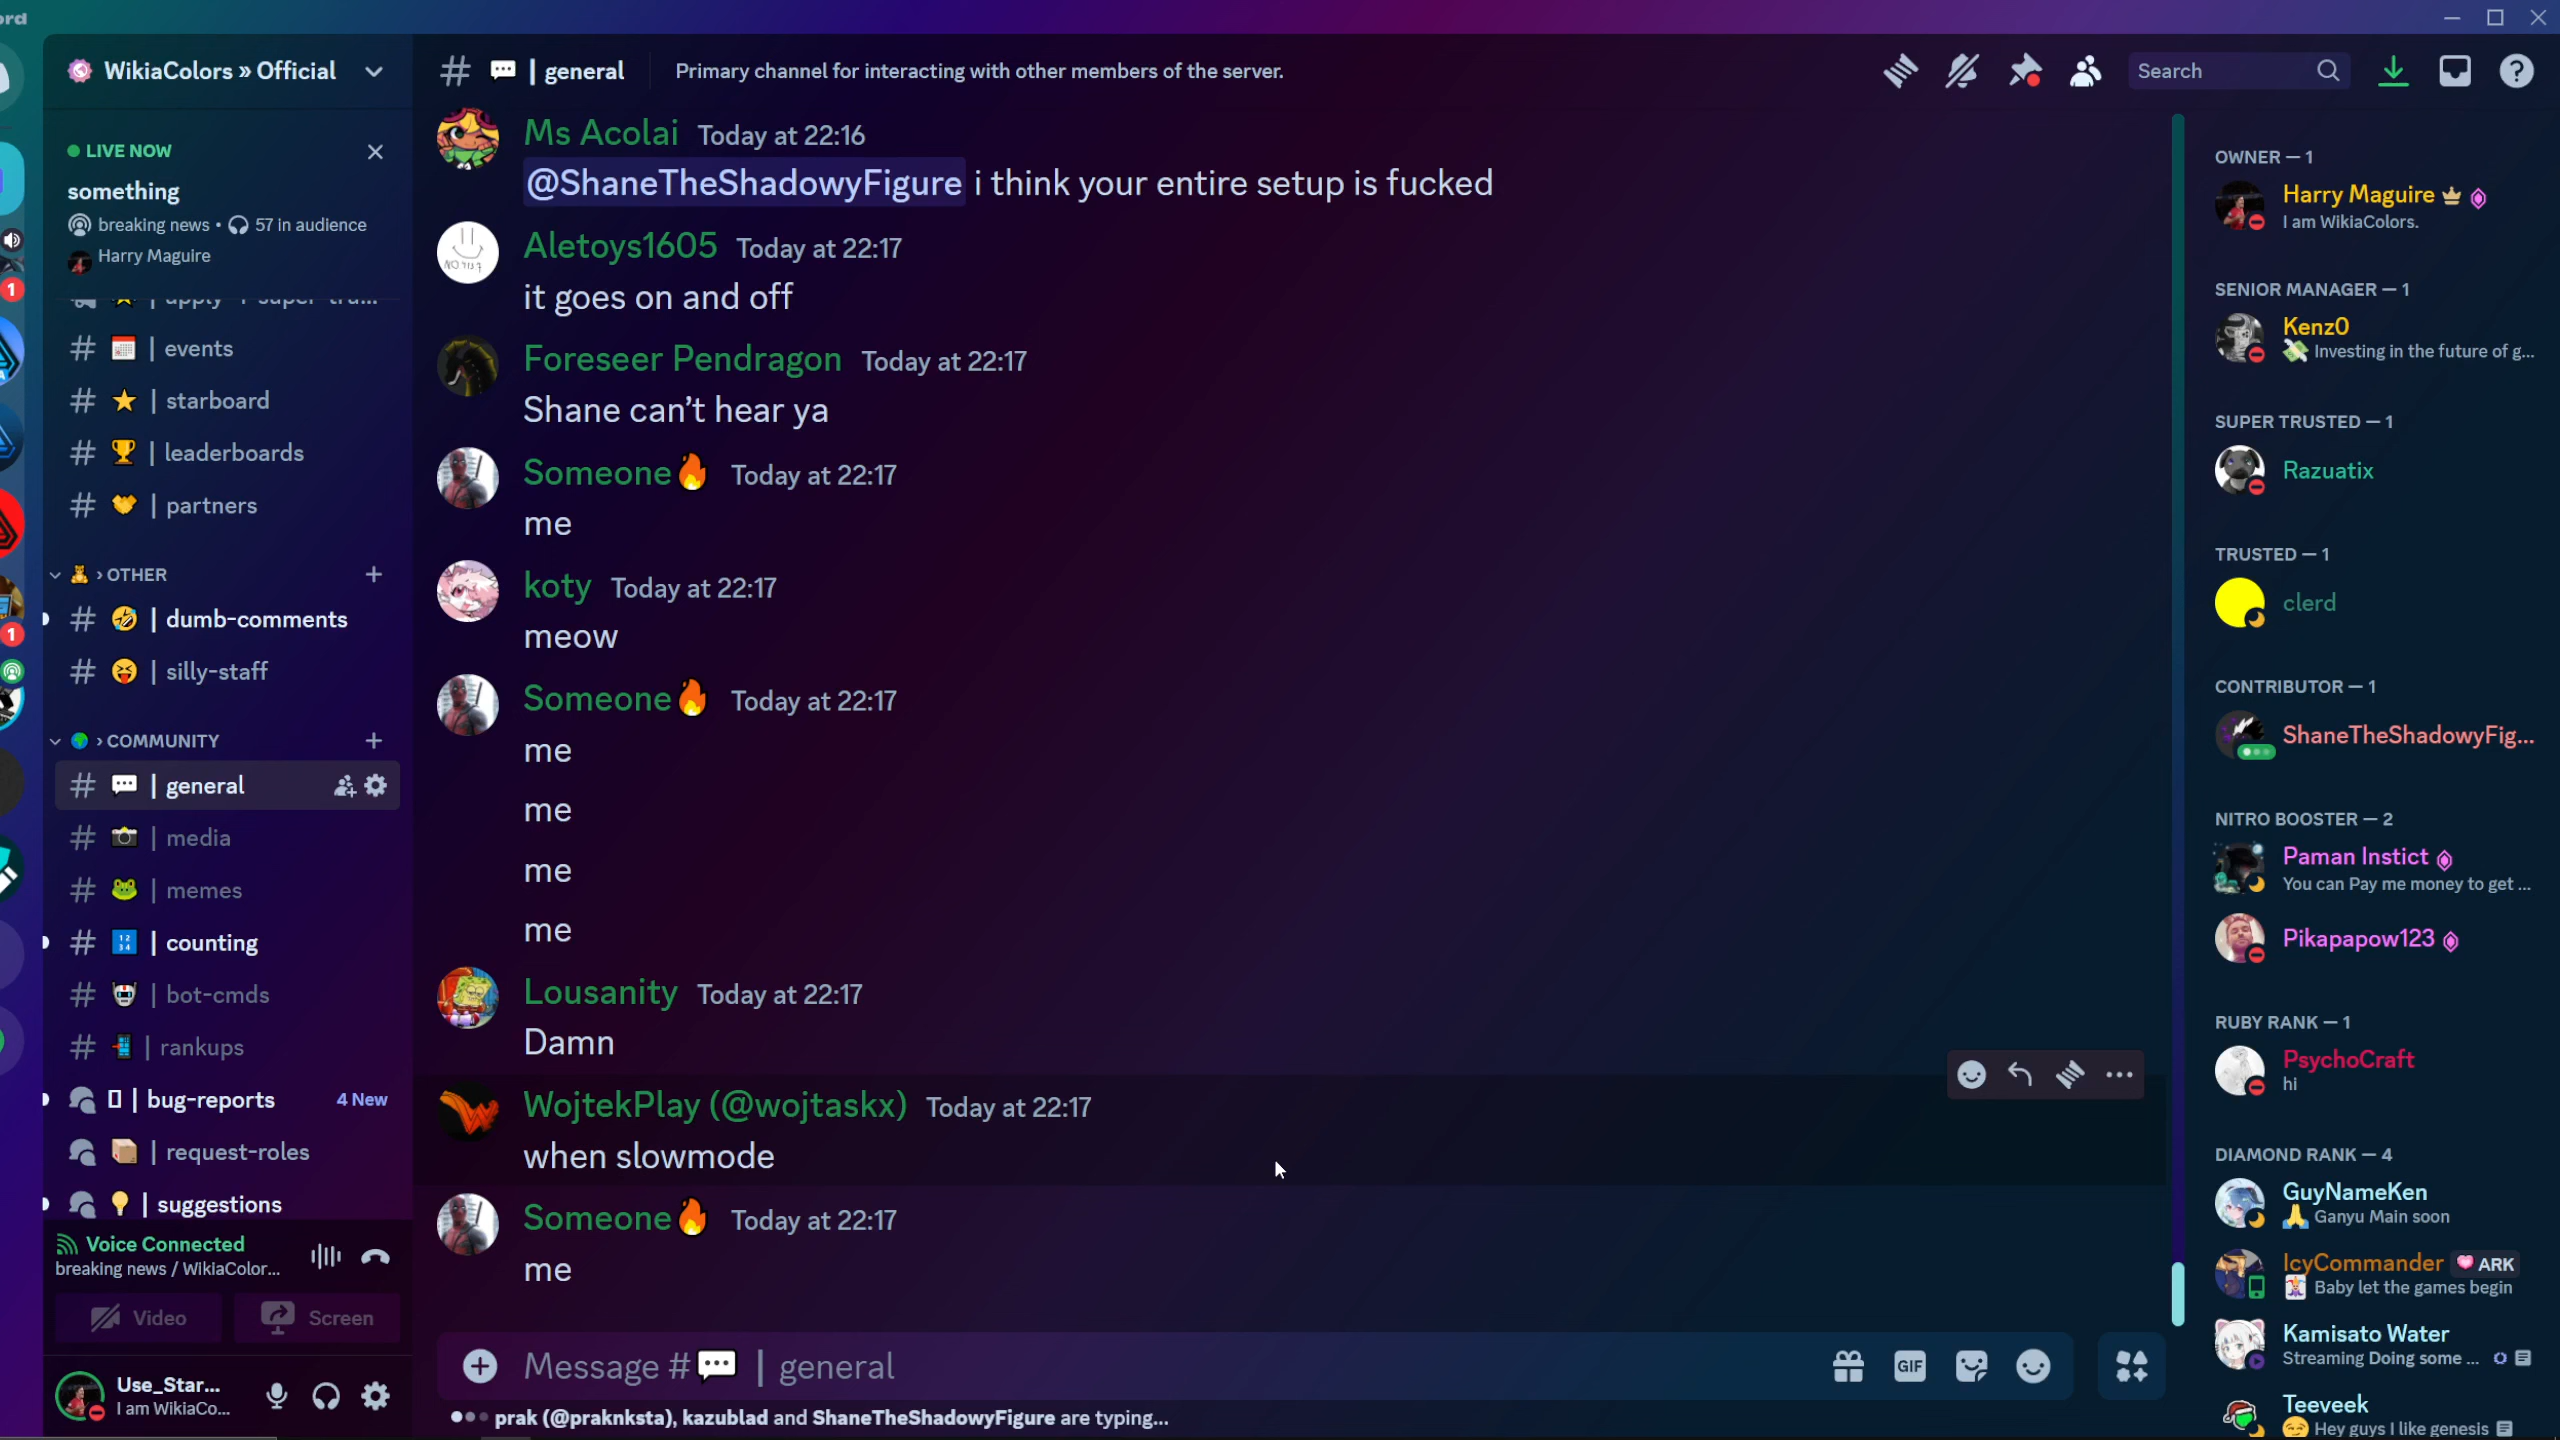 ord
WikiaColors » Official
LIVE NOW
something
breaking news • 57 in audience
Harry Maguire
1
# | events
# | starboard
# | leaderboards
# | partners
› OTHER
1
# | dumb-comments
# | silly-staff
› COMMUNITY
# | general
# | media
# | memes
# | counting
# | bot-cmds
# | rankups
| bug-reports 4 New
| request-roles
| suggestions
Voice Connected
breaking news / WikiaColor...
Video Screen
Use_Star...
I am WikiaCo...
# | general Primary channel for interacting with other members of the server.
Search
Ms Acolai Today at 22:16
@ShaneTheShadowyFigure i think your entire setup is fucked
Aletoys1605 Today at 22:17
it goes on and off
Foreseer Pendragon Today at 22:17
Shane can’t hear ya
Someone🔥 Today at 22:17
me
koty Today at 22:17
meow
Someone🔥 Today at 22:17
me
me
me
me
Lousanity Today at 22:17
Damn
WojtekPlay (@wojtaskx) Today at 22:17
when slowmode
Someone🔥 Today at 22:17
me
Message # | general
GIF
prak (@praknksta), kazublad and ShaneTheShadowyFigure are typing...
OWNER — 1
Harry Maguire
I am WikiaColors.
SENIOR MANAGER — 1
Kenz0
Investing in the future of g...
SUPER TRUSTED — 1
Razuatix
TRUSTED — 1
clerd
CONTRIBUTOR — 1
ShaneTheShadowyFig...
NITRO BOOSTER — 2
Paman Instict
You can Pay me money to get ...
Pikapapow123
RUBY RANK — 1
PsychoCraft
hi
DIAMOND RANK — 4
GuyNameKen
Ganyu Main soon
IcyCommander ARK
Baby let the games begin
Kamisato Water
Streaming Doing some ...
Teeveek
Hey guys I like genesis